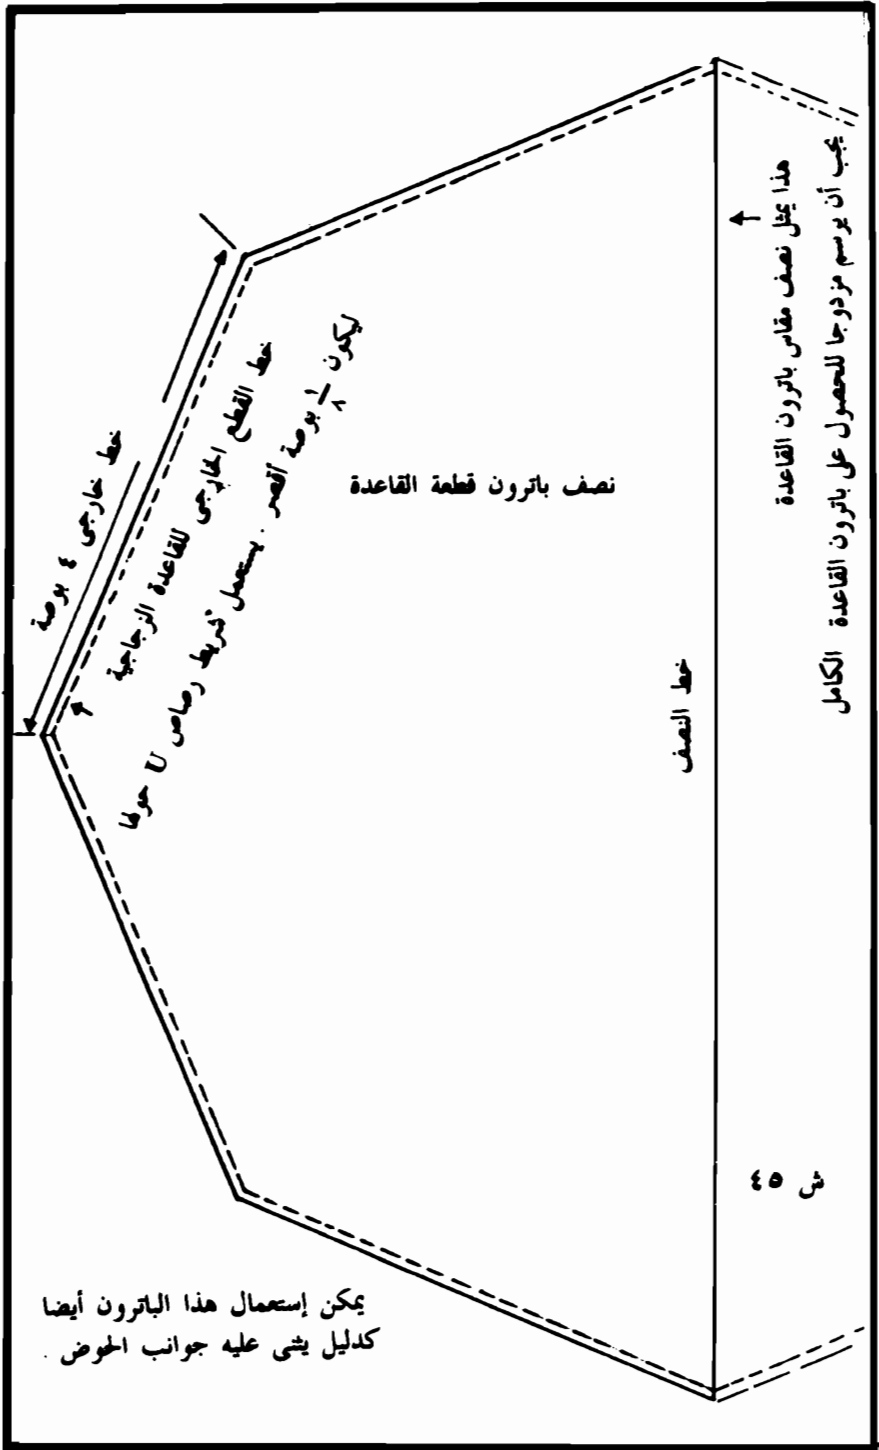 هذا يمثل نصف مقاس باترون القاعدة
يجب أن يرسم مزدوجا للحصول على باترون القاعدة الكامل
خط خارجى ٤ بوصة
خط القطع الخارجى للقاعدة الزجاجية
ليكون ١/٨ بوصة أقصر . يستعمل شريط رصاص U حولها
نصف باترون قطعة القاعدة
خط النصف
ش ٤٥
يمكن إستعمال هذا الباترون أيضا
كدليل يثنى عليه جوانب الحوض .